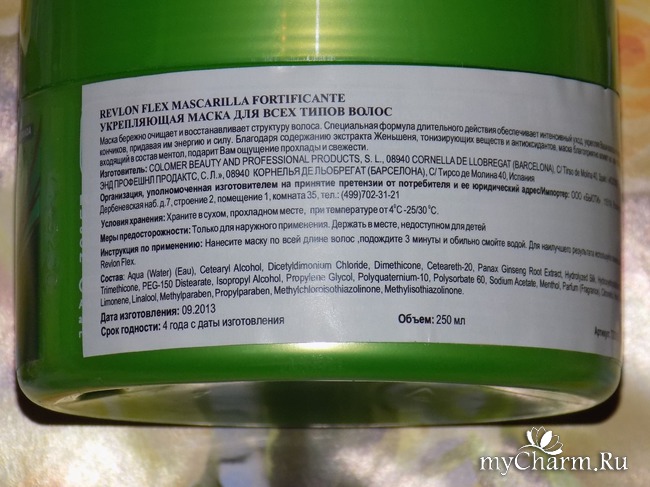 REVLON FLEX MASCARILLA FORTIFICANTE
УКРЕПЛЯЮЩАЯ МАСКА ДЛЯ ВСЕХ ТИПОВ ВОЛОС
Маска бережно очищает и восстанавливает структуру волоса. Специальная формула длительного действия обеспечивает интенсивный уход, укрепляя
кончиков, придавая им энергию и силу. Благодаря содержанию экстракта Женьшеня, тонизирующих веществ и антиоксидантов, маска благоприятно
входящий в состав ментол, подарит Вам ощущение прохлады и свежести.
Изготовитель: COLOMER BEAUTY AND PROFESSIONAL PRODUCTS, S. L., 08940 CORNELLA DE LLOBREGAT (BARCELONA), C/ Tirso de Molina 40, Spain
ЭНД ПРОФЕШНЛ ПРОДАКТС, С.Л.», 08940 КОРНЕЛЬЯ ДЕ ЛЬОБРЕГАТ (БАРСЕЛОНА), С/ Тирсо де Молина 40, Испания
Организация, уполномоченная изготовителем на принятие претензии от потребителя и ее юридический адрес/Импортер: ООО
Дербеневская наб. д.7, строение 2, помещение 1, комната 35, тел.: (499)702-31-21
Условия хранения: Храните в сухом, прохладном месте, при температуре от 4°C -25/30°C.
Меры предосторожности: Только для наружного применения. Держать в месте, недоступном для детей
Инструкция по применению: Нанесите маску по всей длине волос ,подождите 3 минуты и обильно смойте водой. Для наилучшего результата
Revlon Flex.
Состав: Aqua (Water) (Eau), Cetearyl Alcohol, Dicetyldimonium Chloride, Dimethicone, Ceteareth-20, Panax Ginseng Root Extract, Hydrolyzed Silk,
Trimethicone, PEG-150 Distearate, Isopropyl Alcohol, Propylene Glycol, Polyquaternium-10, Polysorbate 60, Sodium Acetate, Menthol, Parfum (Fragrance),
Limonene, Linalool, Methylparaben, Propylparaben, Methylchloroisothiazolinone, Methylisothiazolinone.
Дата изготовления: 09.2013
Срок годности: 4 года с даты изготовления Объем: 250 мл
myCharm.Ru